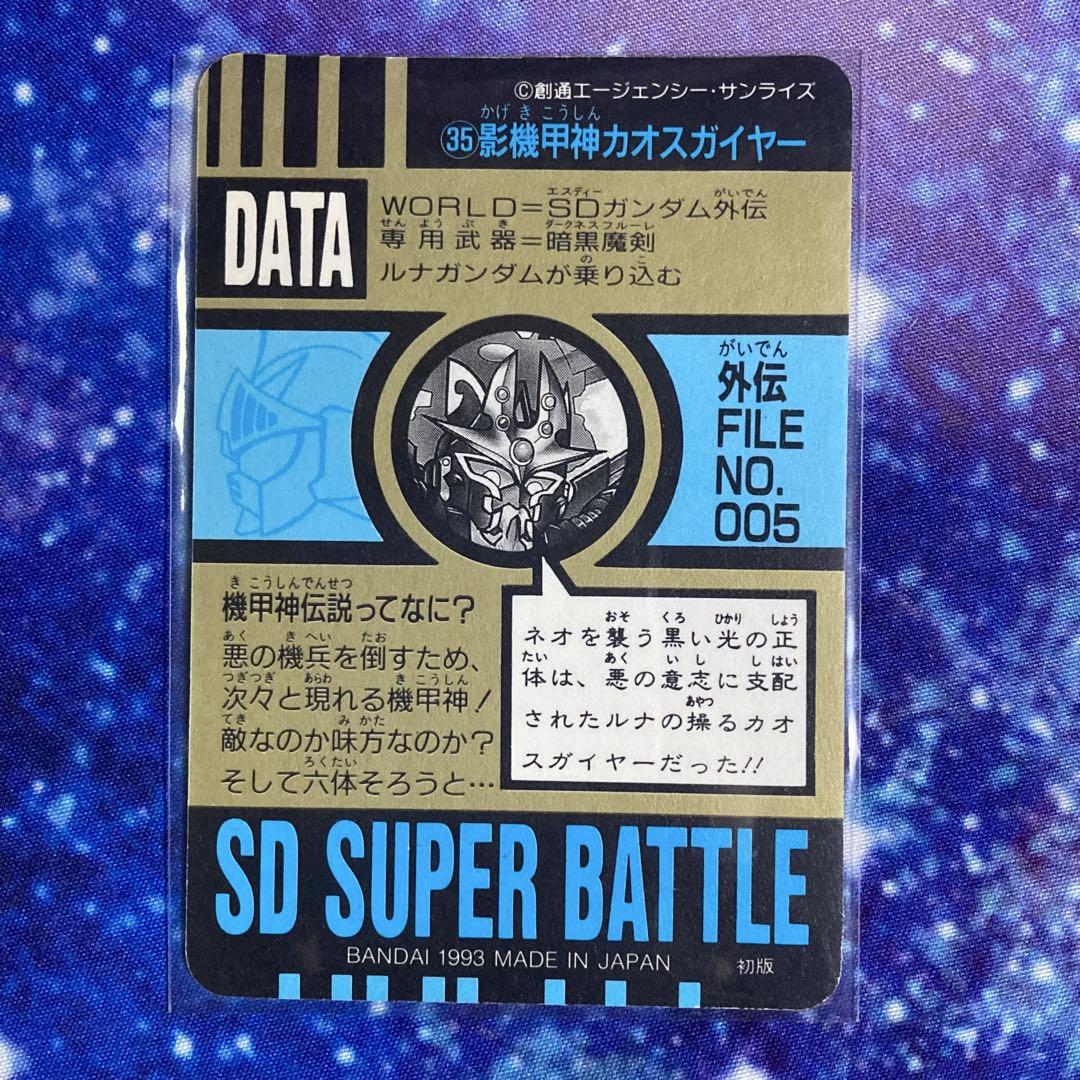 ©創通エージェンシー・サンライズ
かげ き こうしん
㉟影機甲神カオスガイヤー
DATA
エスディー がいでん
WORLD=SDガンダム外伝
せん よう ぶ き ダークネスフルーレ
専用武器=暗黒魔剣
の こ
ルナガンダムが乗り込む
がいでん
外伝
FILE
NO.
005
き こうしんでんせつ
機甲神伝説ってなに?
あく き へい たお
悪の機兵を倒すため、
つぎつぎ あらわ き こうしん
次々と現れる機甲神!
てき み かた
敵なのか味方なのか?
ろくたい
そして六体そろうと…
おそ くろ ひかり しょう
ネオを襲う黒い光の正
たい あく い し し はい
体は、悪の意志に支配
あやつ
されたルナの操るカオ
スガイヤーだった!!
SD SUPER BATTLE
BANDAI 1993 MADE IN JAPAN 初版